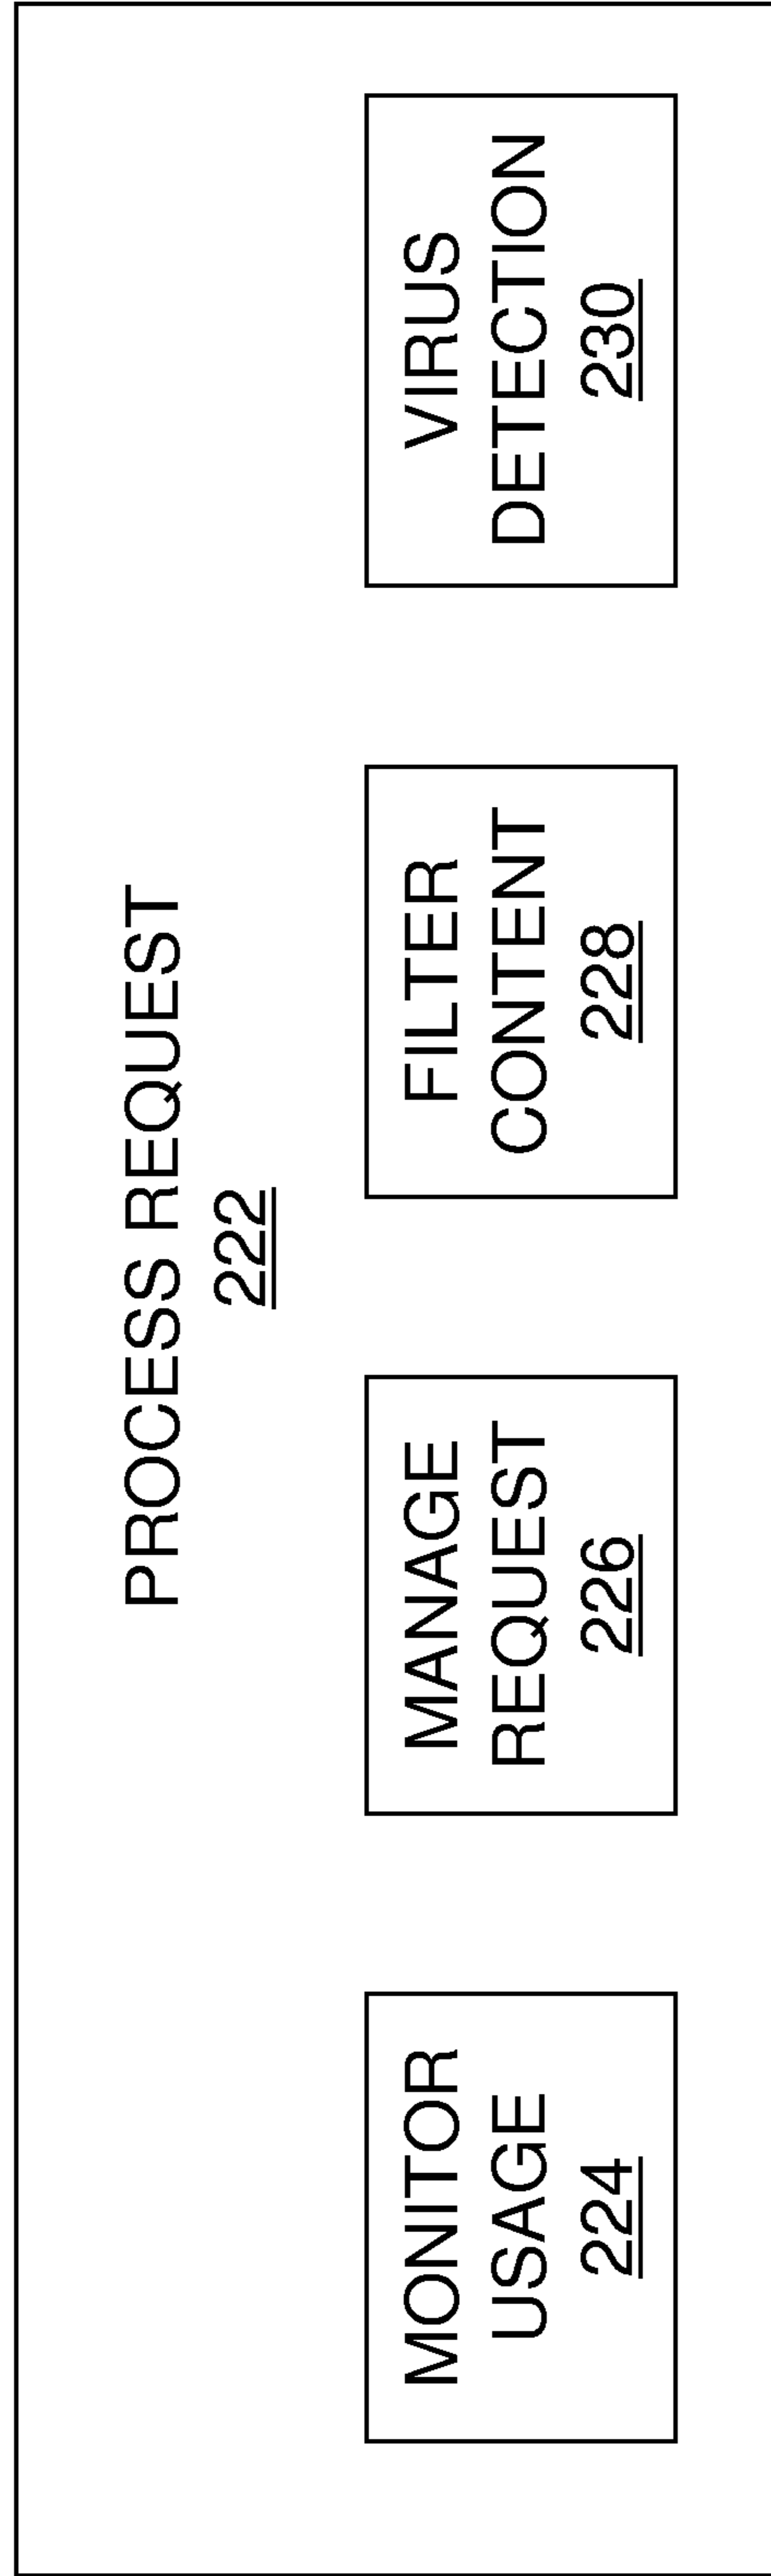 PROCESS REQUEST
222
MONITOR
USAGE
224
MANAGE
REQUEST
226
FILTER
CONTENT
228
VIRUS
DETECTION
230